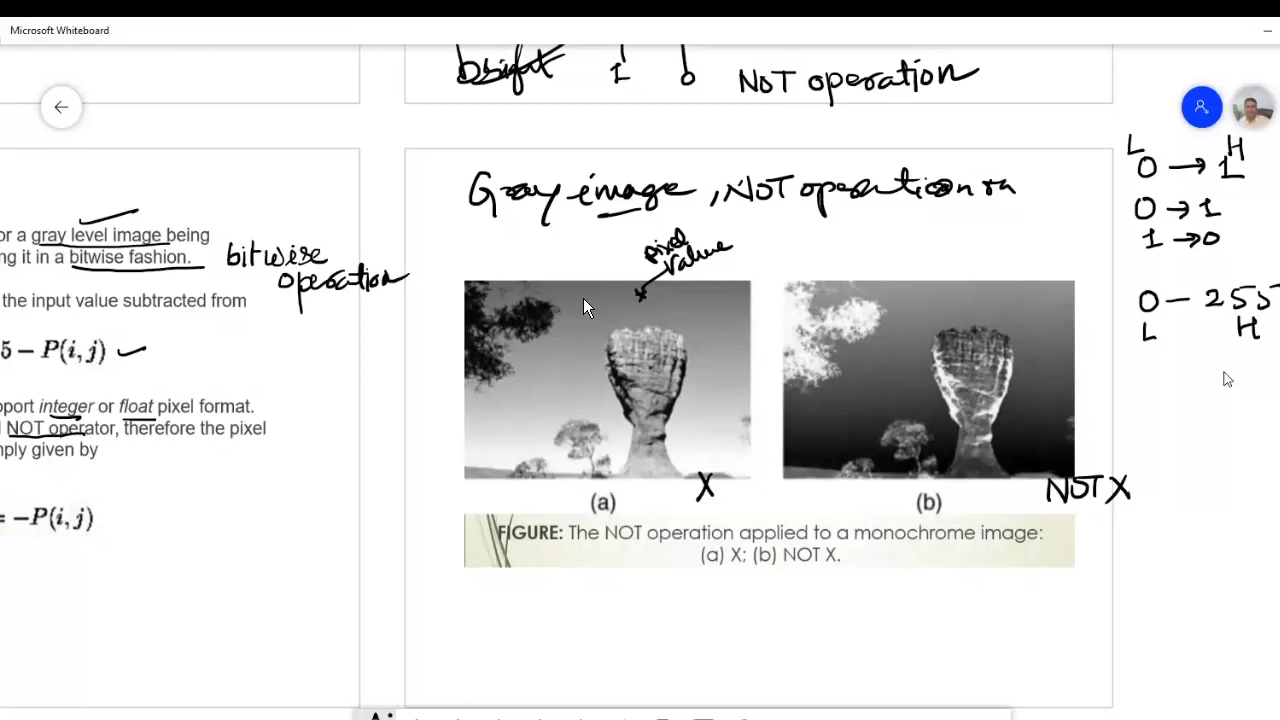 Microsoft Whiteboard
bright 1 0 NOT operation
or a gray level image being
ng it in a bitwise fashion.
bitwise
operation
the input value subtracted from
5 − P(i, j)
pport integer or float pixel format.
NOT operator, therefore the pixel
mply given by
= −P(i, j)
Gray image, NOT operation on
pixel
value
X
NOT X
(a)
(b)
FIGURE: The NOT operation applied to a monochrome image:
(a) X; (b) NOT X.
L H
0 → 1
0 → 1
1 → 0
0 — 255
L H